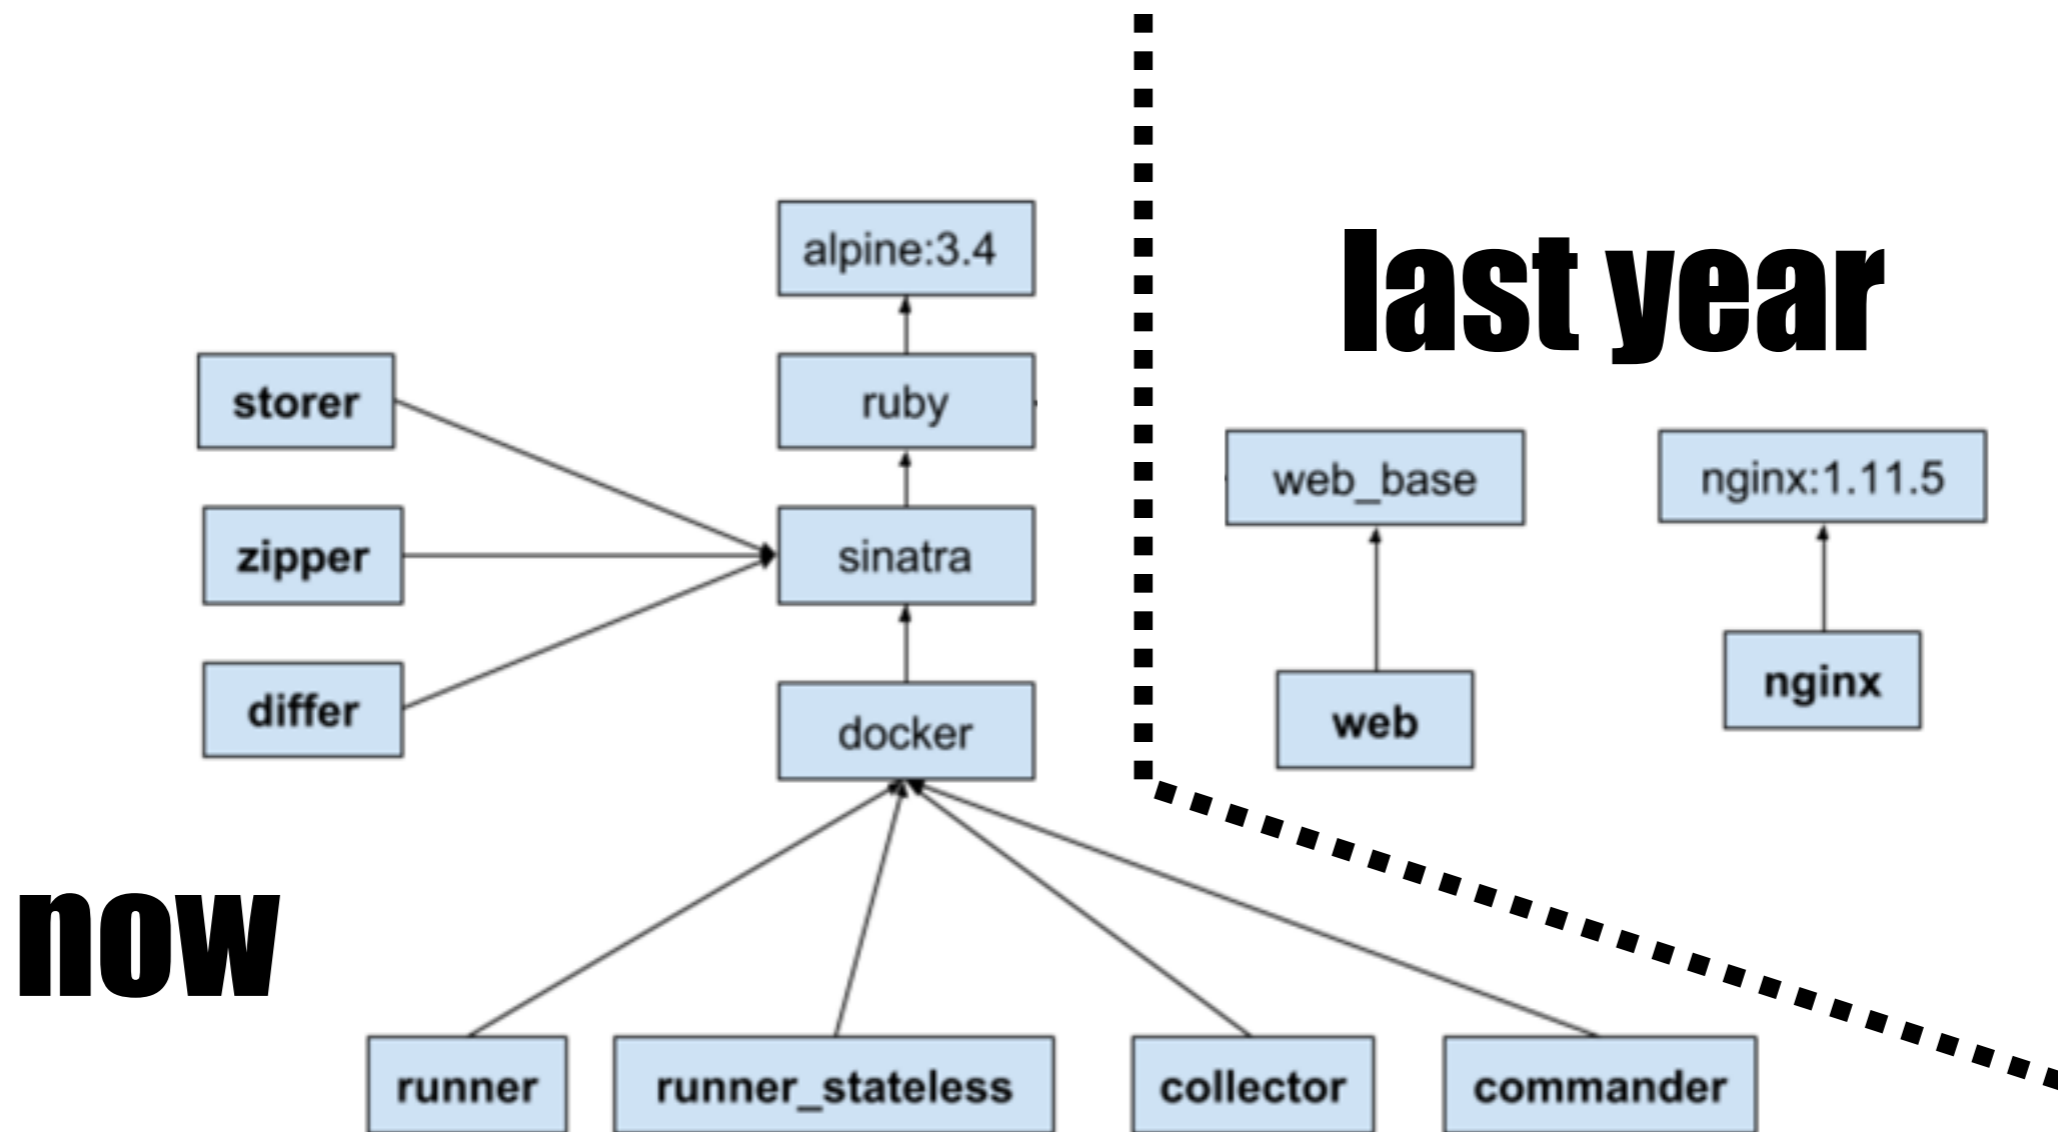 alpine:3.4
last year
storer
ruby
web_base
nginx:1.11.5
zipper
sinatra
differ
docker
web
nginx
now
runner
runner_stateless
collector
commander